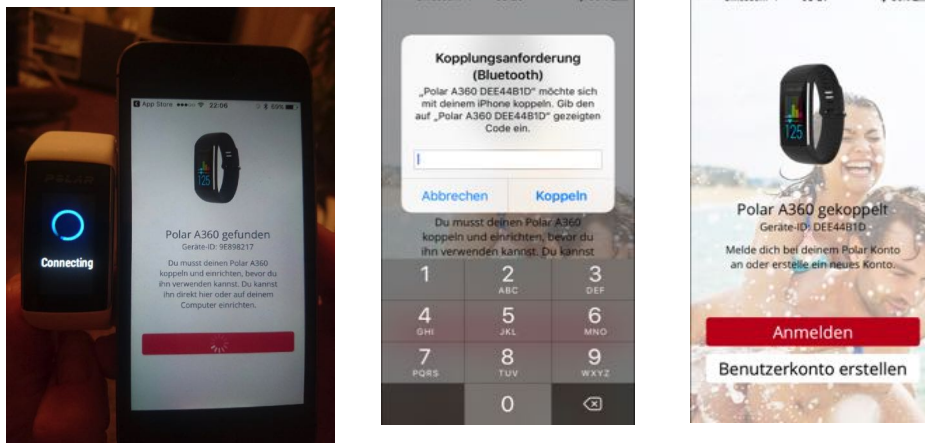 POLAR
Connecting
App Store 22:06 69%
125
Polar A360 gefunden
Geräte-ID: 9E898217
Du musst deinen Polar A360
koppeln und einrichten, bevor du
ihn verwenden kannst. Du kannst
ihn direkt hier oder auf deinem
Computer einrichten.
Kopplungsanforderung
(Bluetooth)
„Polar A360 DEE44B1D“ möchte sich
mit deinem iPhone koppeln. Gib den
auf „Polar A360 DEE44B1D“ gezeigten
Code ein.
Abbrechen Koppeln
Du musst deinen Polar A360
koppeln und einrichten, bevor du
ihn verwenden kannst. Du kannst
1 2 3
ABC DEF
4 5 6
GHI JKL MNO
7 8 9
PQRS TUV WXYZ
0
125
Polar A360 gekoppelt
Geräte-ID: DEE44B1D
Melde dich bei deinem Polar Konto
an oder erstelle ein neues Konto.
Anmelden
Benutzerkonto erstellen